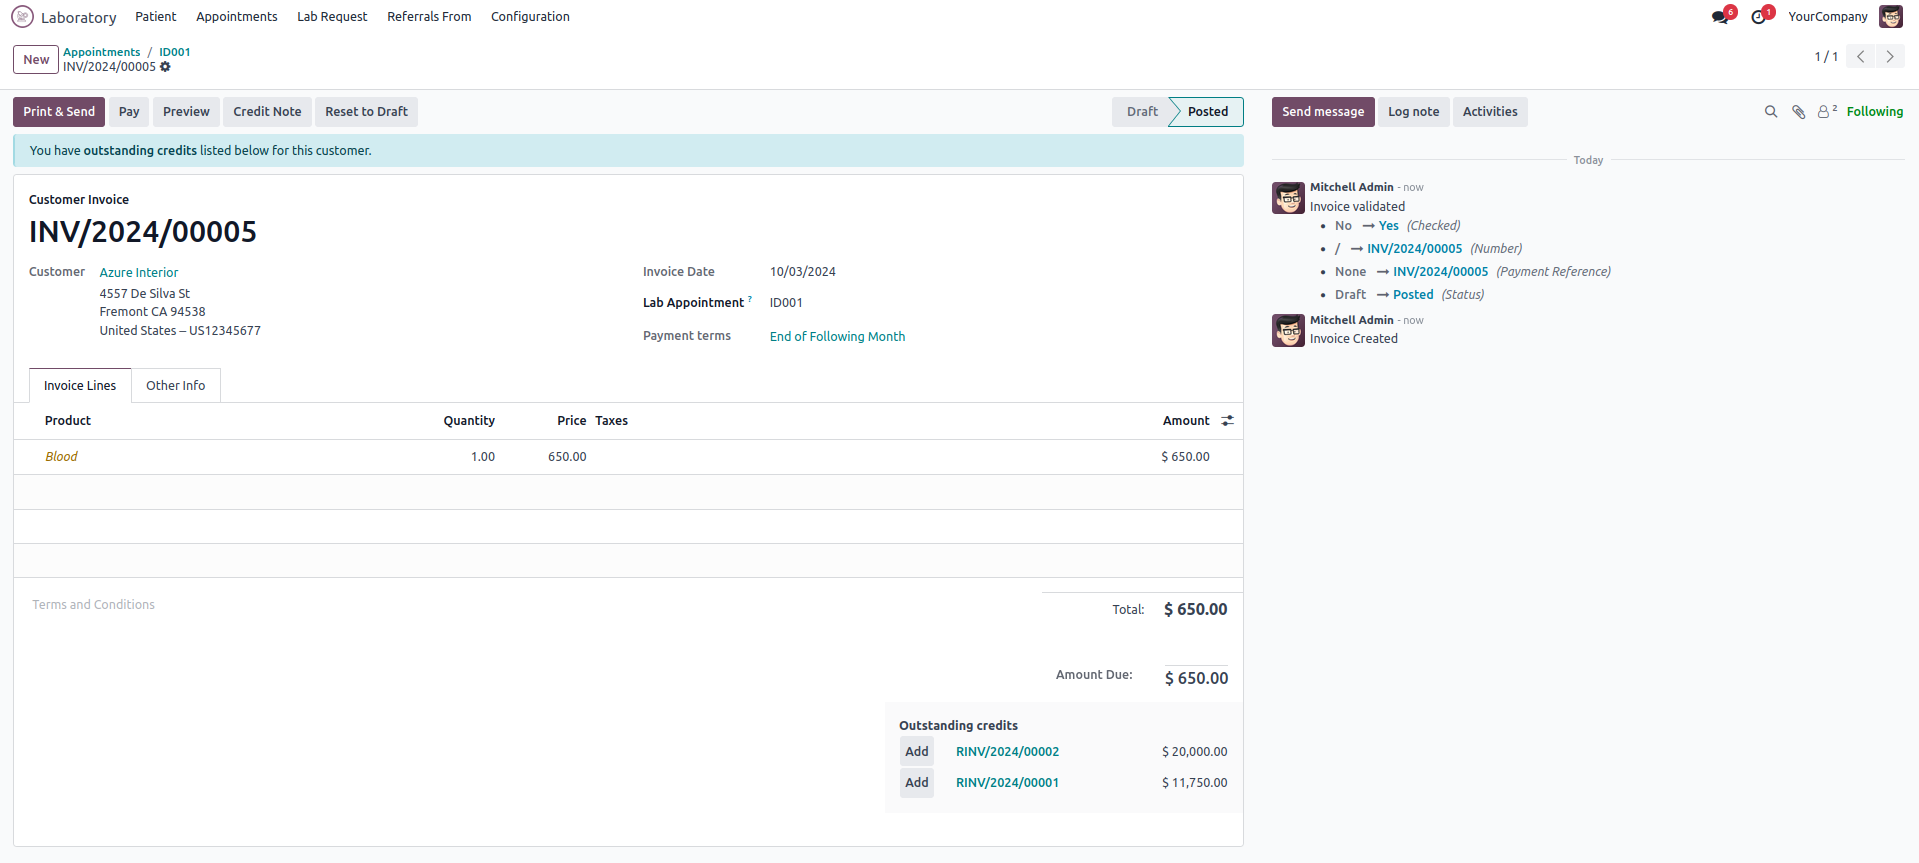 Laboratory Patient Appointments Lab Request Referrals From Configuration 6 1 YourCompany
New Appointments / ID001
INV/2024/00005 1 / 1
Print & Send Pay Preview Credit Note Reset to Draft Draft Posted Send message Log note Activities 2 Following
You have outstanding credits listed below for this customer.
Customer Invoice
INV/2024/00005
Customer Azure Interior
4557 De Silva St
Fremont CA 94538
United States – US12345677
Invoice Date 10/03/2024
Lab Appointment ? ID001
Payment terms End of Following Month
Invoice Lines Other Info
Product Quantity Price Taxes Amount
Blood 1.00 650.00 $ 650.00
Terms and Conditions
Total: $ 650.00
Amount Due: $ 650.00
Outstanding credits
Add RINV/2024/00002 $ 20,000.00
Add RINV/2024/00001 $ 11,750.00
Today
Mitchell Admin - now
Invoice validated
• No → Yes (Checked)
• / → INV/2024/00005 (Number)
• None → INV/2024/00005 (Payment Reference)
• Draft → Posted (Status)
Mitchell Admin - now
Invoice Created